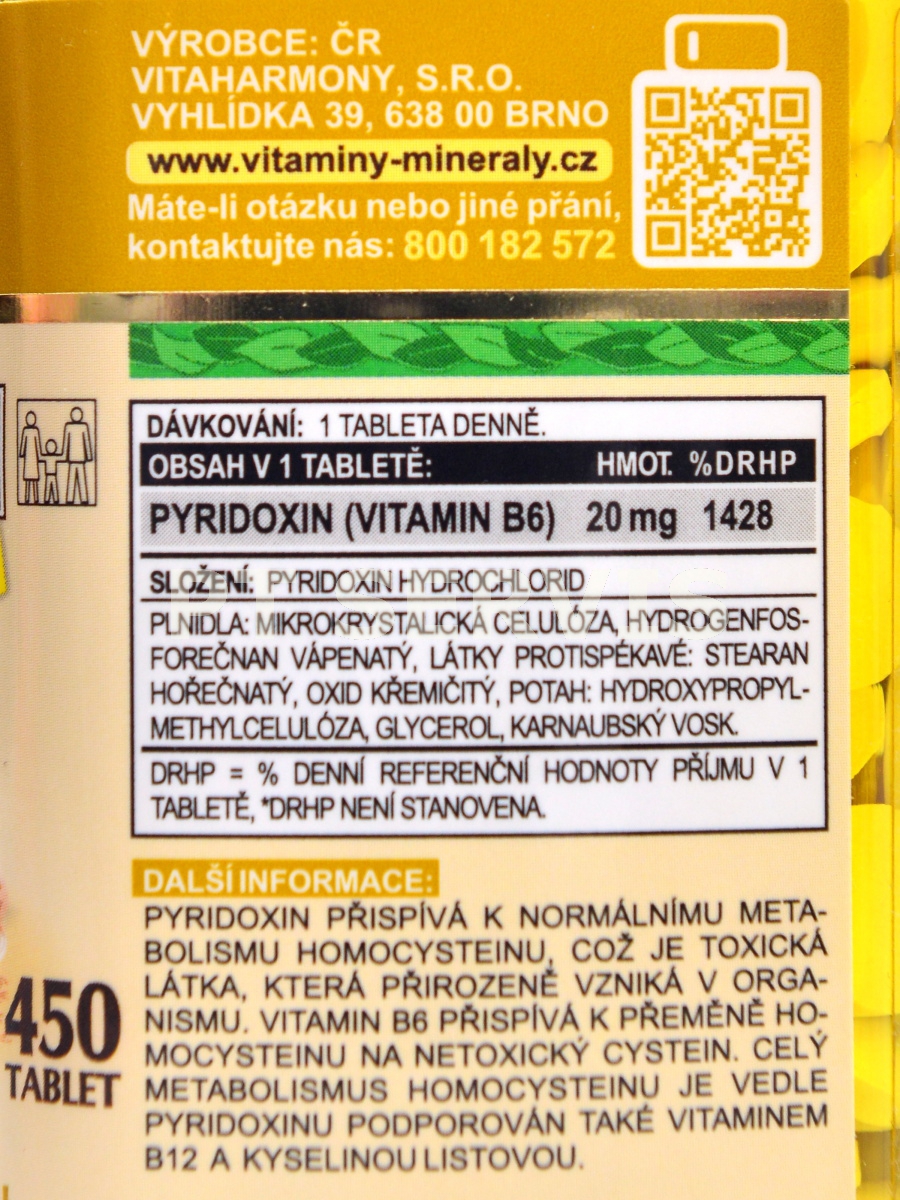 VÝROBCE: ČR
VITAHARMONY, S.R.O.
VYHLÍDKA 39, 638 00 BRNO
www.vitaminy-mineraly.cz
Máte-li otázku nebo jiné přání,
kontaktujte nás: 800 182 572
DÁVKOVÁNÍ: 1 TABLETA DENNĚ.
OBSAH V 1 TABLETĚ: HMOT. %DRHP
PYRIDOXIN (VITAMIN B6) 20 mg 1428
SLOŽENÍ: PYRIDOXIN HYDROCHLORID
PLNIDLA: MIKROKRYSTALICKÁ CELULÓZA, HYDROGENFOS-
FOREČNAN VÁPENATÝ, LÁTKY PROTISPÉKAVÉ: STEARAN
HOŘEČNATÝ, OXID KŘEMIČITÝ, POTAH: HYDROXYPROPYL-
METHYLCELULÓZA, GLYCEROL, KARNAUBSKÝ VOSK.
DRHP = % DENNÍ REFERENČNÍ HODNOTY PŘÍJMU V 1
TABLETĚ, *DRHP NENÍ STANOVENA.
DALŠÍ INFORMACE:
PYRIDOXIN PŘISPÍVÁ K NORMÁLNÍMU META-
BOLISMU HOMOCYSTEINU, COŽ JE TOXICKÁ
LÁTKA, KTERÁ PŘIROZENĚ VZNIKÁ V ORGA-
NISMU. VITAMIN B6 PŘISPÍVÁ K PŘEMĚNĚ HO-
MOCYSTEINU NA NETOXICKÝ CYSTEIN. CELÝ
METABOLISMUS HOMOCYSTEINU JE VEDLE
PYRIDOXINU PODPOROVÁN TAKÉ VITAMINEM
B12 A KYSELINOU LISTOVOU.
450
TABLET